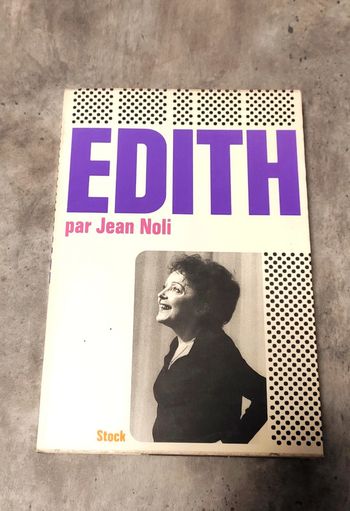 EDITH
par Jean Noli
Stock